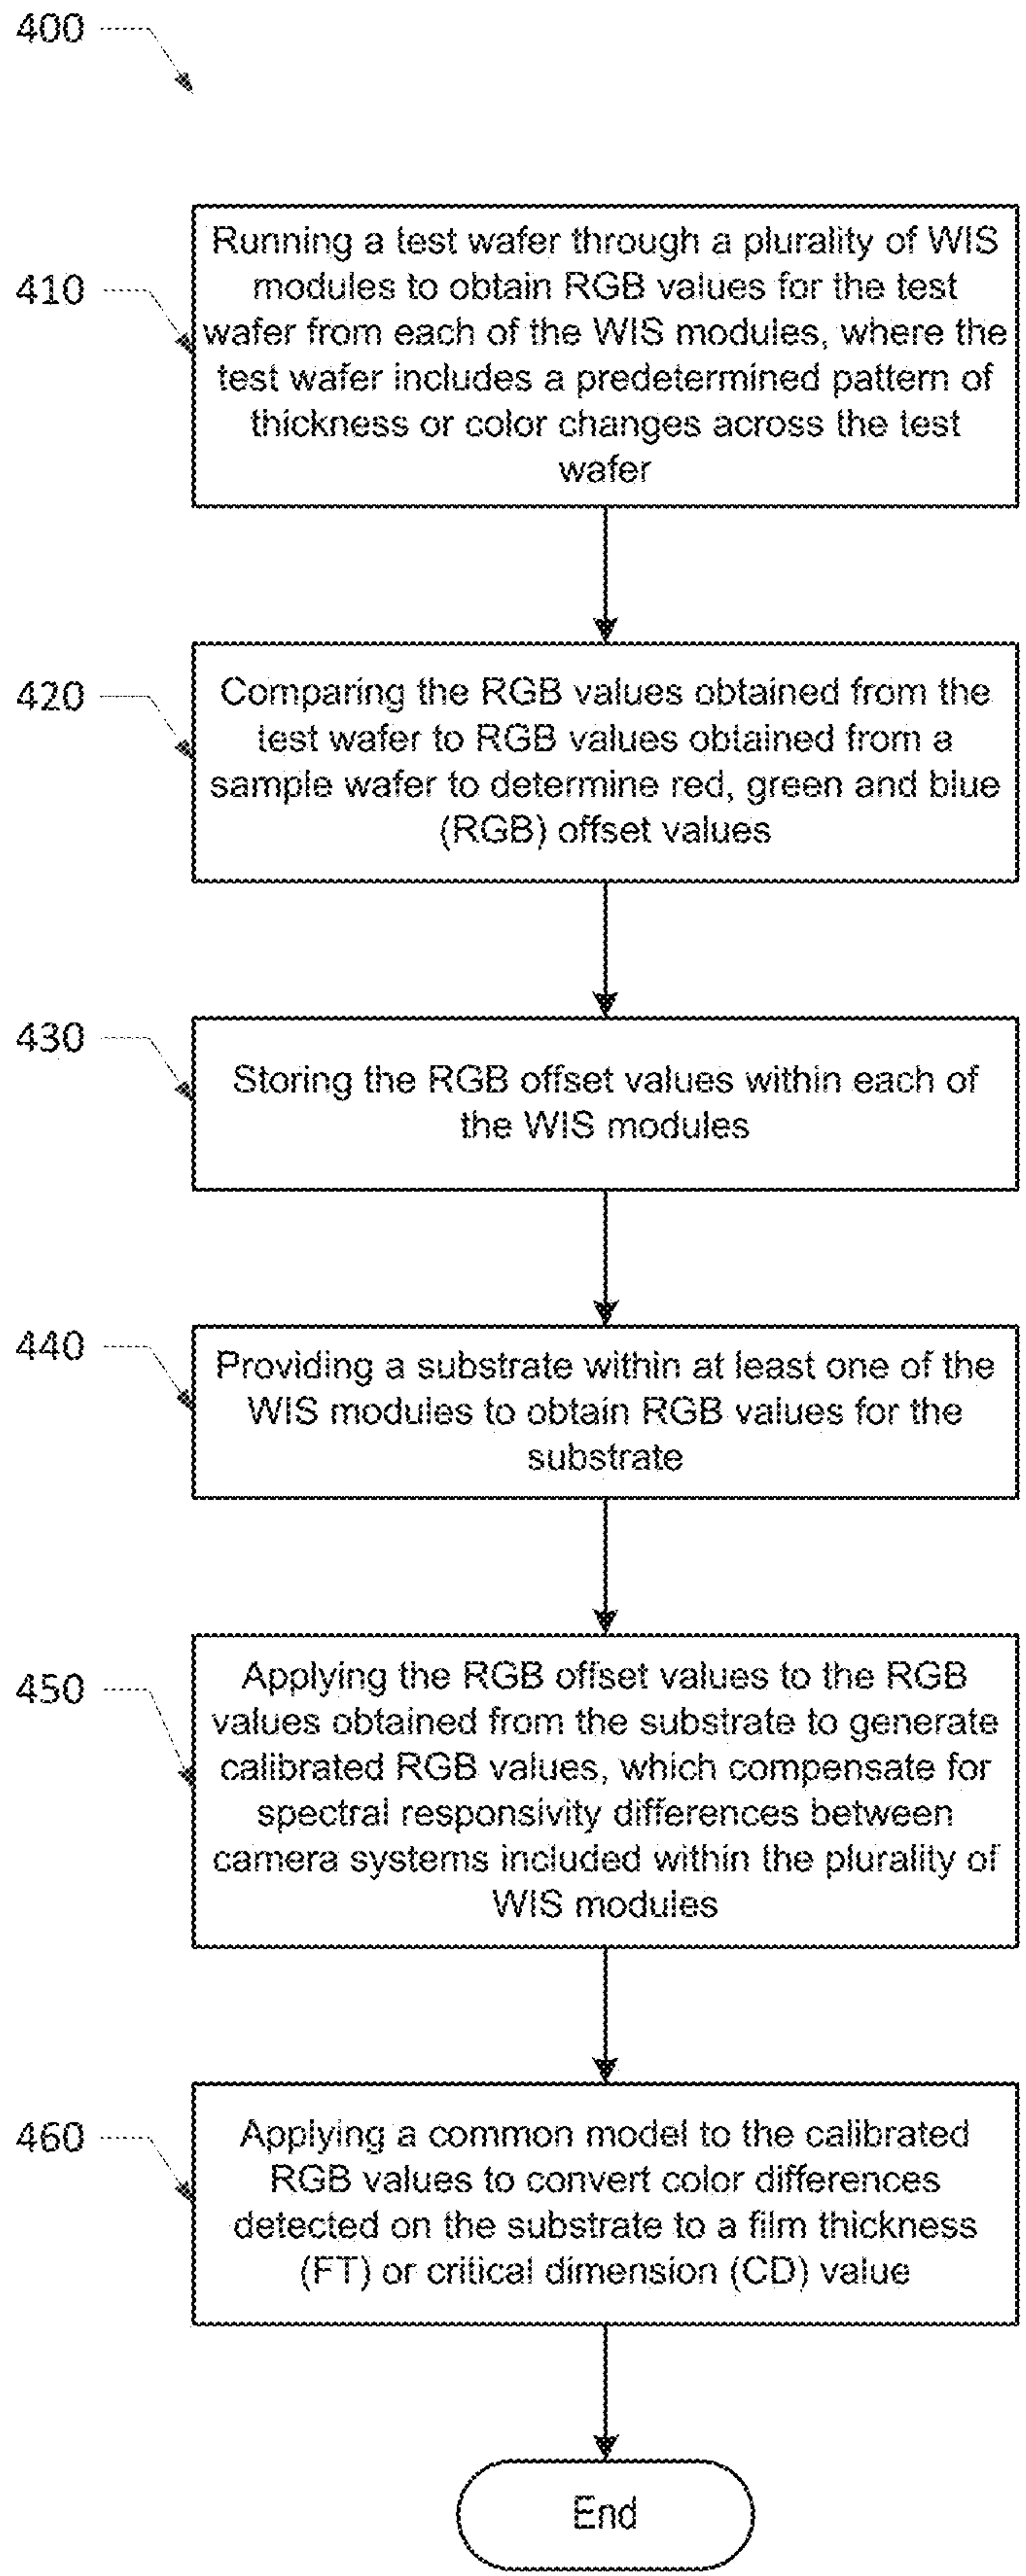 400
410
Running a test wafer through a plurality of WIS
modules to obtain RGB values for the test
wafer from each of the WIS modules, where the
test wafer includes a predetermined pattern of
thickness or color changes across the test
wafer
420
Comparing the RGB values obtained from the
test wafer to RGB values obtained from a
sample wafer to determine red, green and blue
(RGB) offset values
430
Storing the RGB offset values within each of
the WIS modules
440
Providing a substrate within at least one of the
WIS modules to obtain RGB values for the
substrate
450
Applying the RGB offset values to the RGB
values obtained from the substrate to generate
calibrated RGB values, which compensate for
spectral responsivity differences between
camera systems included within the plurality of
WIS modules
460
Applying a common model to the calibrated
RGB values to convert color differences
detected on the substrate to a film thickness
(FT) or critical dimension (CD) value
End